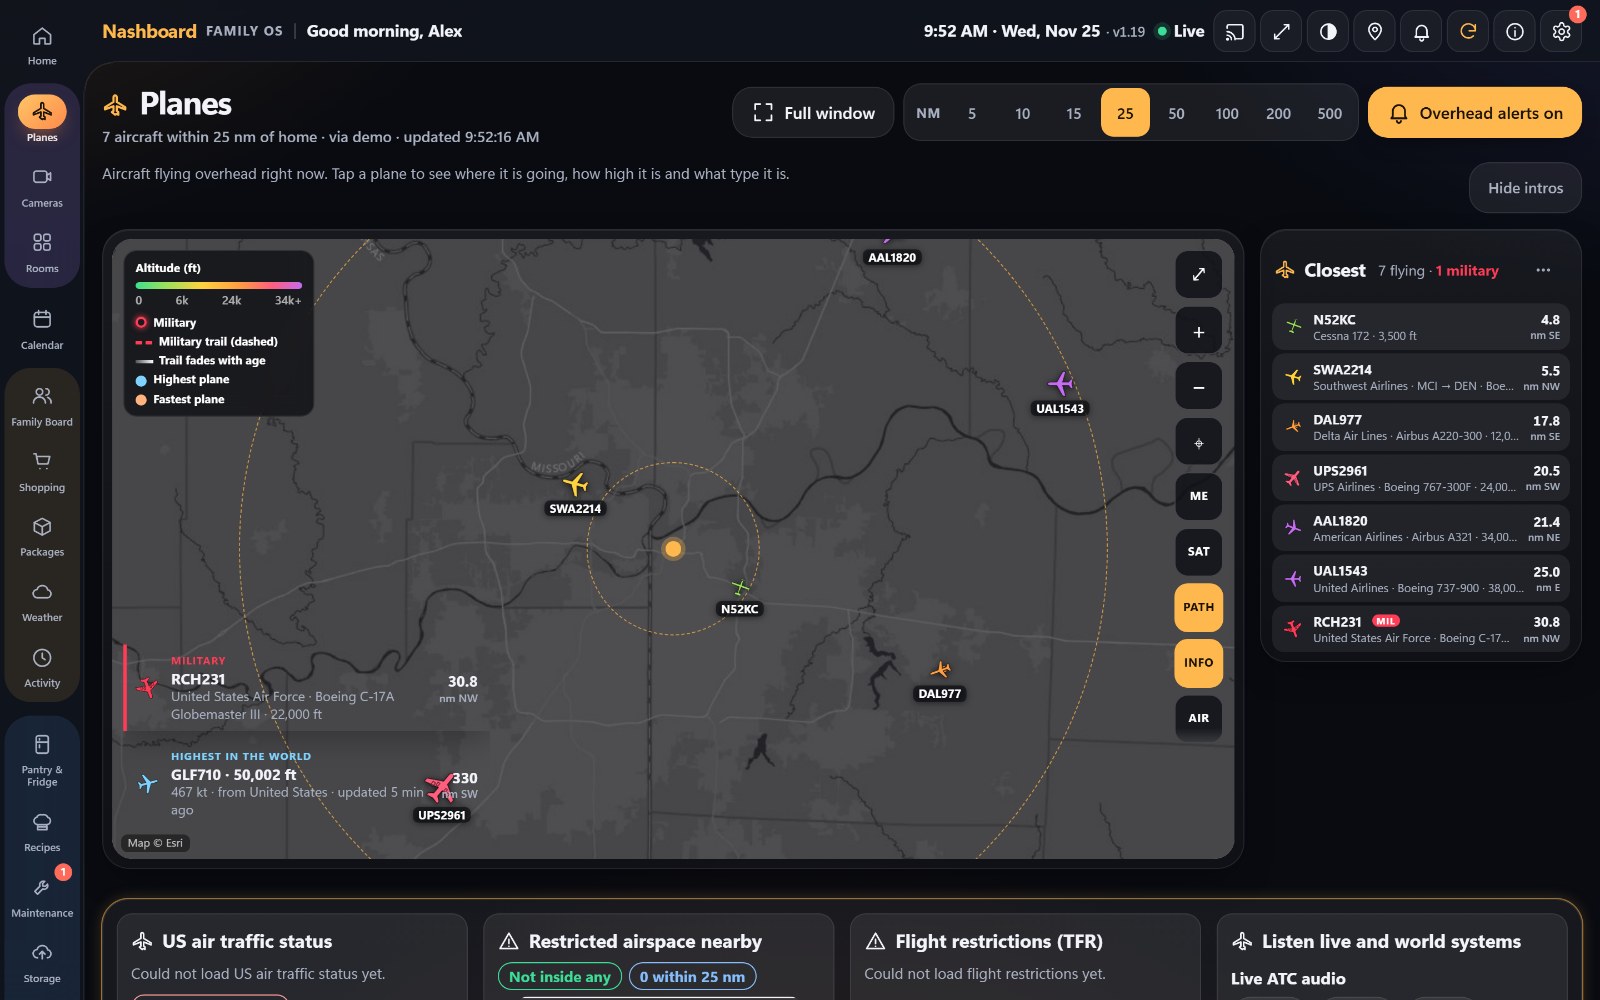 Nashboard FAMILY OS | Good morning, Alex
9:52 AM · Wed, Nov 25 · v1.19 Live
1
Home
Planes
Cameras
Rooms
Calendar
Family Board
Shopping
Packages
Weather
Activity
Pantry &
Fridge
Recipes
1
Maintenance
Storage
Planes
7 aircraft within 25 nm of home · via demo · updated 9:52:16 AM
Full window
NM 5 10 15 25 50 100 200 500
Overhead alerts on
Aircraft flying overhead right now. Tap a plane to see where it is going, how high it is and what type it is.
Hide intros
Altitude (ft)
0 6k 24k 34k+
Military
Military trail (dashed)
Trail fades with age
Highest plane
Fastest plane
AAL1820
UAL1543
MISSOURI
SWA2214
N52KC
DAL977
UPS2961
+
−
ME
SAT
PATH
INFO
AIR
MILITARY
RCH231
30.8
United States Air Force · Boeing C-17A
nm NW
Globemaster III · 22,000 ft
HIGHEST IN THE WORLD
GLF710 · 50,002 ft
330
467 kt · from United States · updated 5 min
nm SW
ago
Map © Esri
Closest 7 flying · 1 military ···
N52KC 4.8
Cessna 172 · 3,500 ft nm SE
SWA2214 5.5
Southwest Airlines · MCI → DEN · Boe... nm NW
DAL977 17.8
Delta Air Lines · Airbus A220-300 · 12,0... nm SE
UPS2961 20.5
UPS Airlines · Boeing 767-300F · 24,00... nm SW
AAL1820 21.4
American Airlines · Airbus A321 · 34,00... nm NE
UAL1543 25.0
United Airlines · Boeing 737-900 · 38,00... nm E
RCH231 MIL 30.8
United States Air Force · Boeing C-17... nm NW
US air traffic status
Could not load US air traffic status yet.
Restricted airspace nearby
Not inside any 0 within 25 nm
Flight restrictions (TFR)
Could not load flight restrictions yet.
Listen live and world systems
Live ATC audio